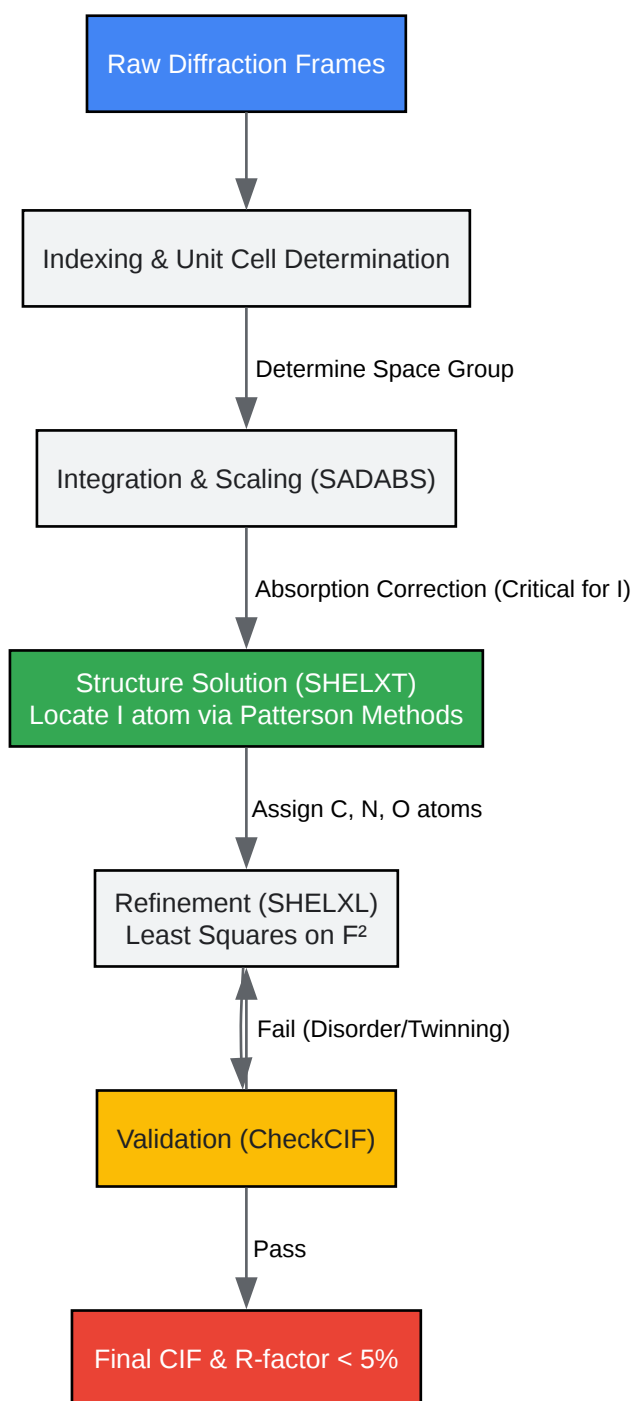 Raw Diffraction Frames
Indexing & Unit Cell Determination
Determine Space Group
Integration & Scaling (SADABS)
Absorption Correction (Critical for I)
Structure Solution (SHELXT)
Locate I atom via Patterson Methods
Assign C, N, O atoms
Refinement (SHELXL)
Least Squares on F²
Fail (Disorder/Twinning)
Validation (CheckCIF)
Pass
Final CIF & R-factor < 5%